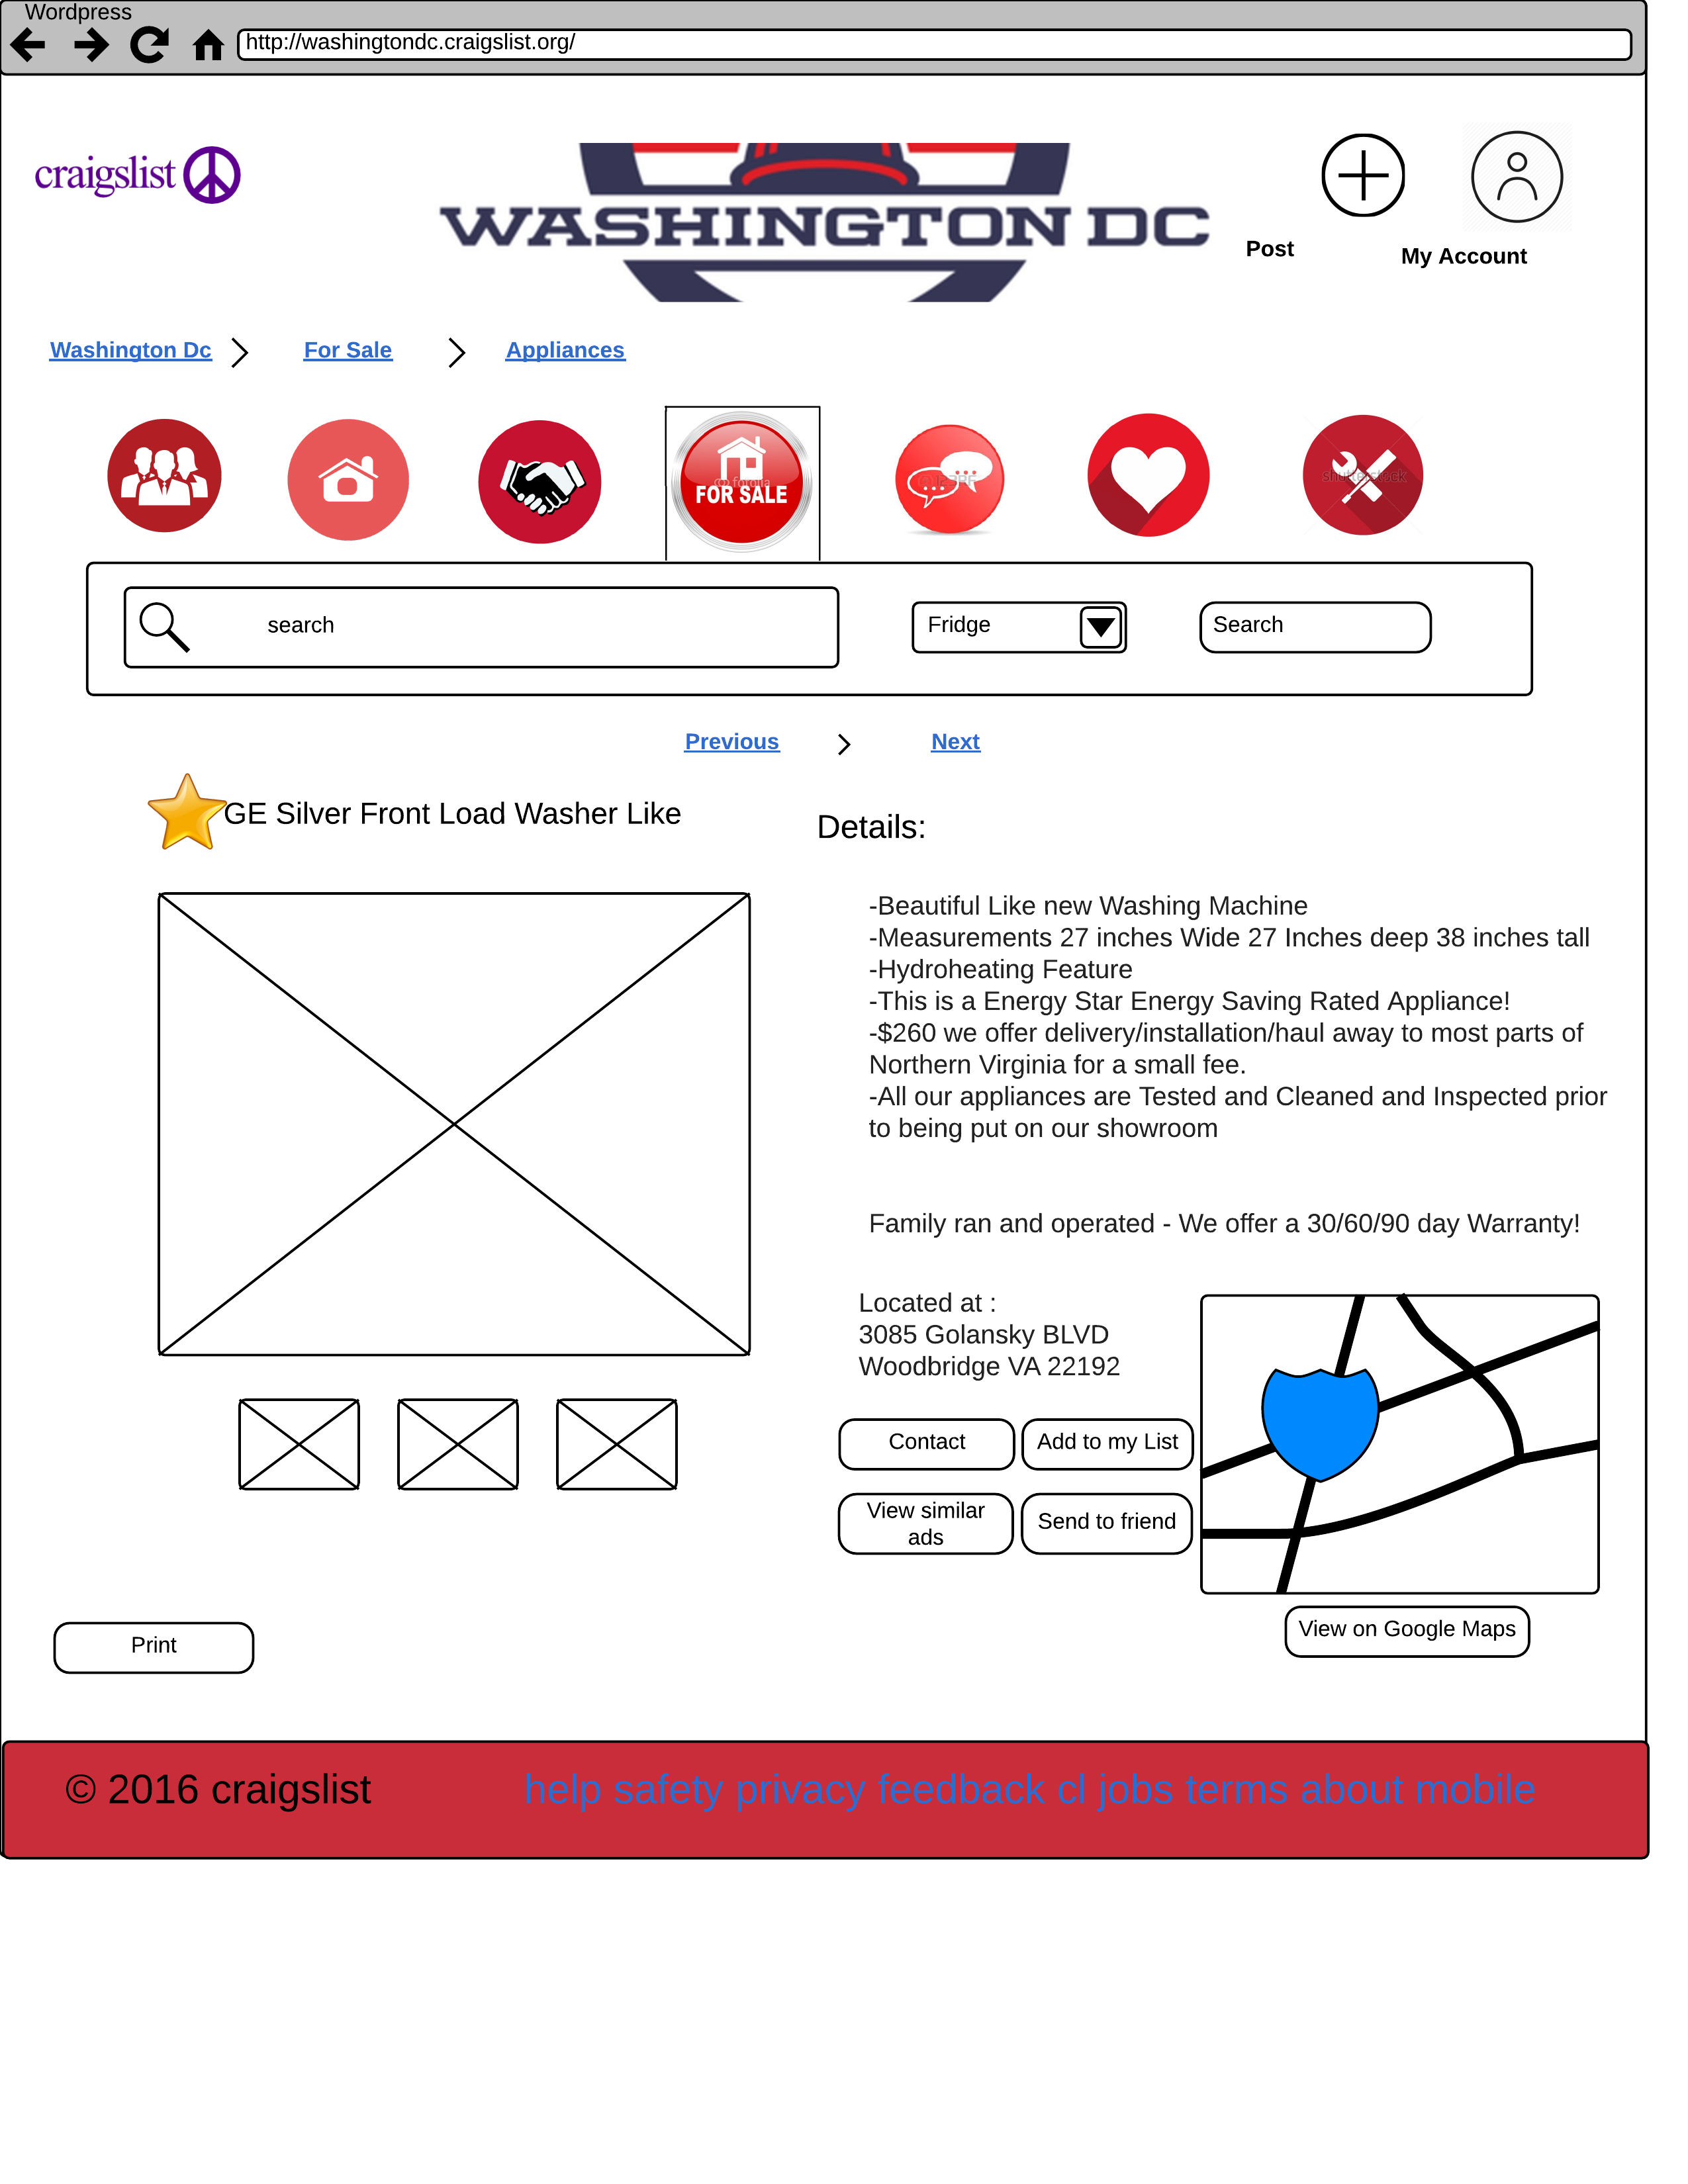 Wordpress
http://washingtondc.craigslist.org/
craigslist
WASHINGTON DC
Post
My Account
Washington Dc
For Sale
Appliances
FOR SALE
search
Fridge
Search
Previous
Next
GE Silver Front Load Washer Like
Details:
-Beautiful Like new Washing Machine
-Measurements 27 inches Wide 27 Inches deep 38 inches tall
-Hydroheating Feature
-This is a Energy Star Energy Saving Rated Appliance!
-$260 we offer delivery/installation/haul away to most parts of
Northern Virginia for a small fee.
-All our appliances are Tested and Cleaned and Inspected prior
to being put on our showroom
Family ran and operated - We offer a 30/60/90 day Warranty!
Located at :
3085 Golansky BLVD
Woodbridge VA 22192
Contact
Add to my List
View similar
ads
Send to friend
View on Google Maps
Print
© 2016 craigslist
help safety privacy feedback cl jobs terms about mobile